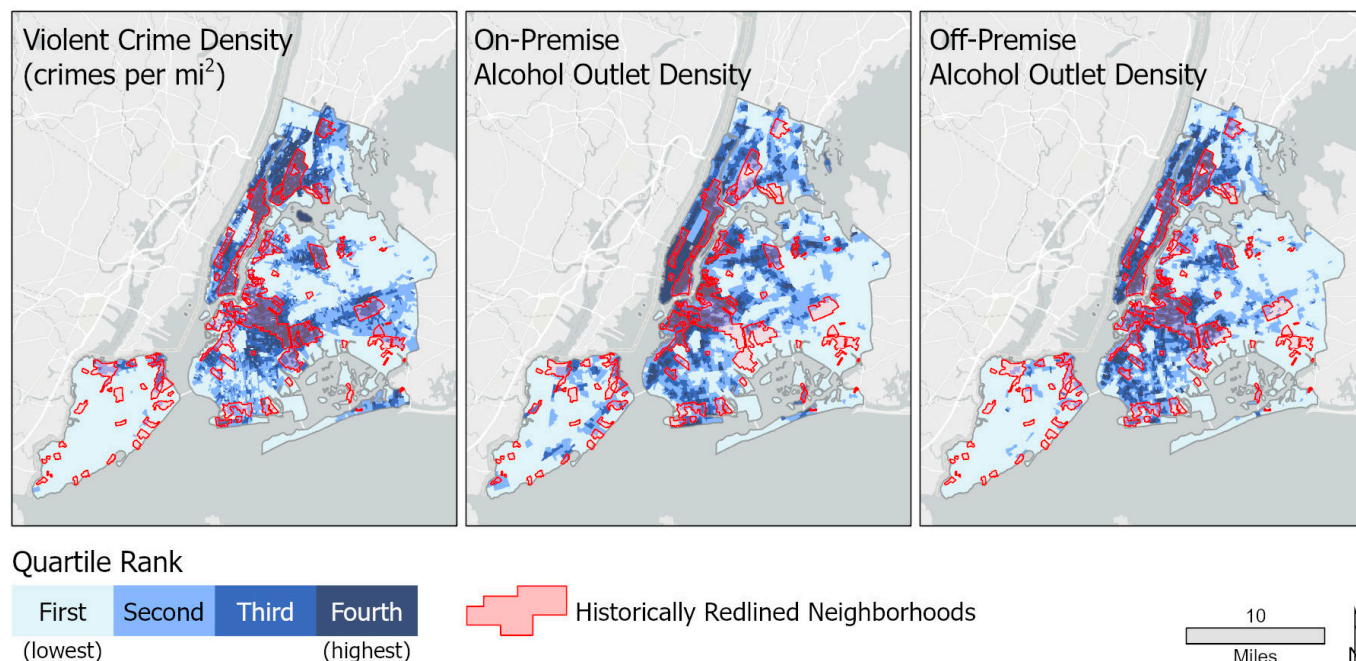 Violent Crime Density
(crimes per mi²)
On-Premise
Alcohol Outlet Density
Off-Premise
Alcohol Outlet Density
Quartile Rank
First
Second
Third
Fourth
(lowest)
(highest)
Historically Redlined Neighborhoods
10
Miles
N